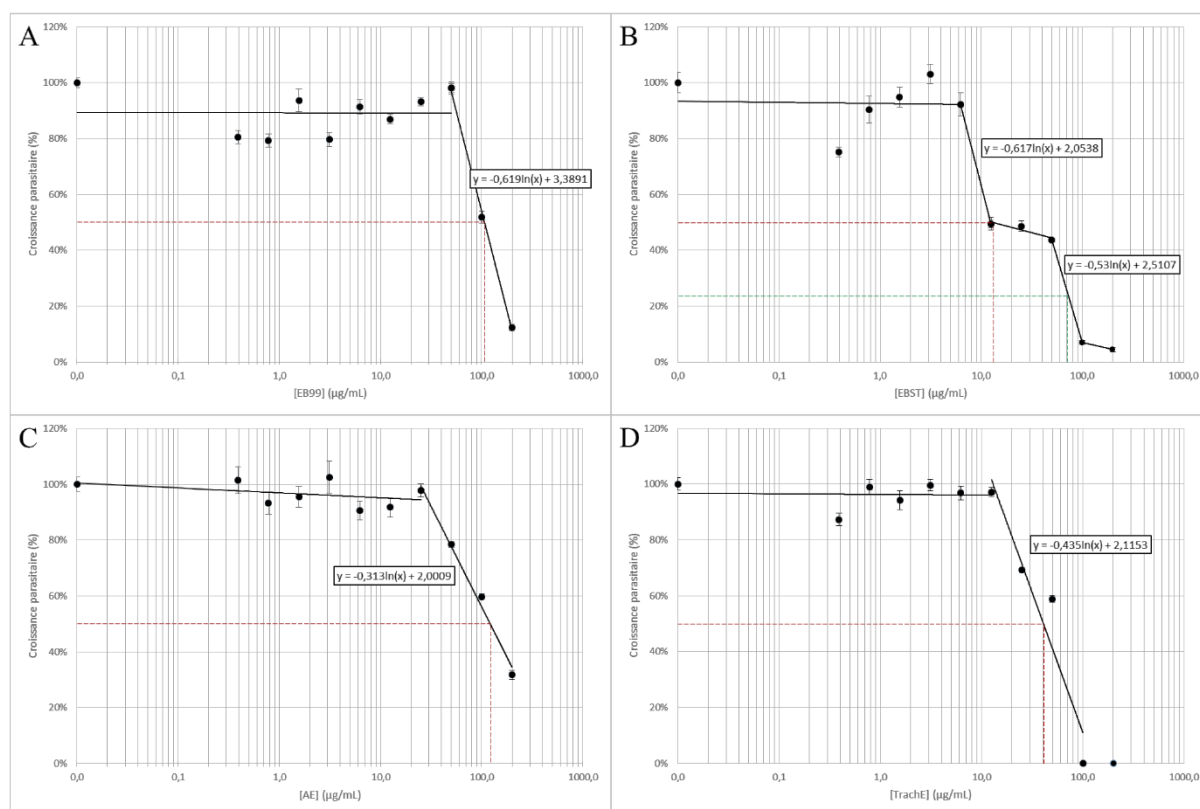 A
Croissance parasitaire (%)
120%
100%
80%
60%
40%
20%
0%
y = -0,619ln(x) + 3,3891
0,0 0,1 1,0 10,0 100,0 1000,0
[EB99] (µg/mL)
B
Croissance parasitaire (%)
120%
100%
80%
60%
40%
20%
0%
y = -0,617ln(x) + 2,0538
y = -0,53ln(x) + 2,5107
0,0 0,1 1,0 10,0 100,0 1000,0
[EBST] (µg/mL)
C
Croissance parasitaire (%)
120%
100%
80%
60%
40%
20%
0%
y = -0,313ln(x) + 2,0009
0,0 0,1 1,0 10,0 100,0 1000,0
[AE] (µg/mL)
D
Croissance parasitaire (%)
120%
100%
80%
60%
40%
20%
0%
y = -0,435ln(x) + 2,1153
0,0 0,1 1,0 10,0 100,0 1000,0
[TrachE] (µg/mL)